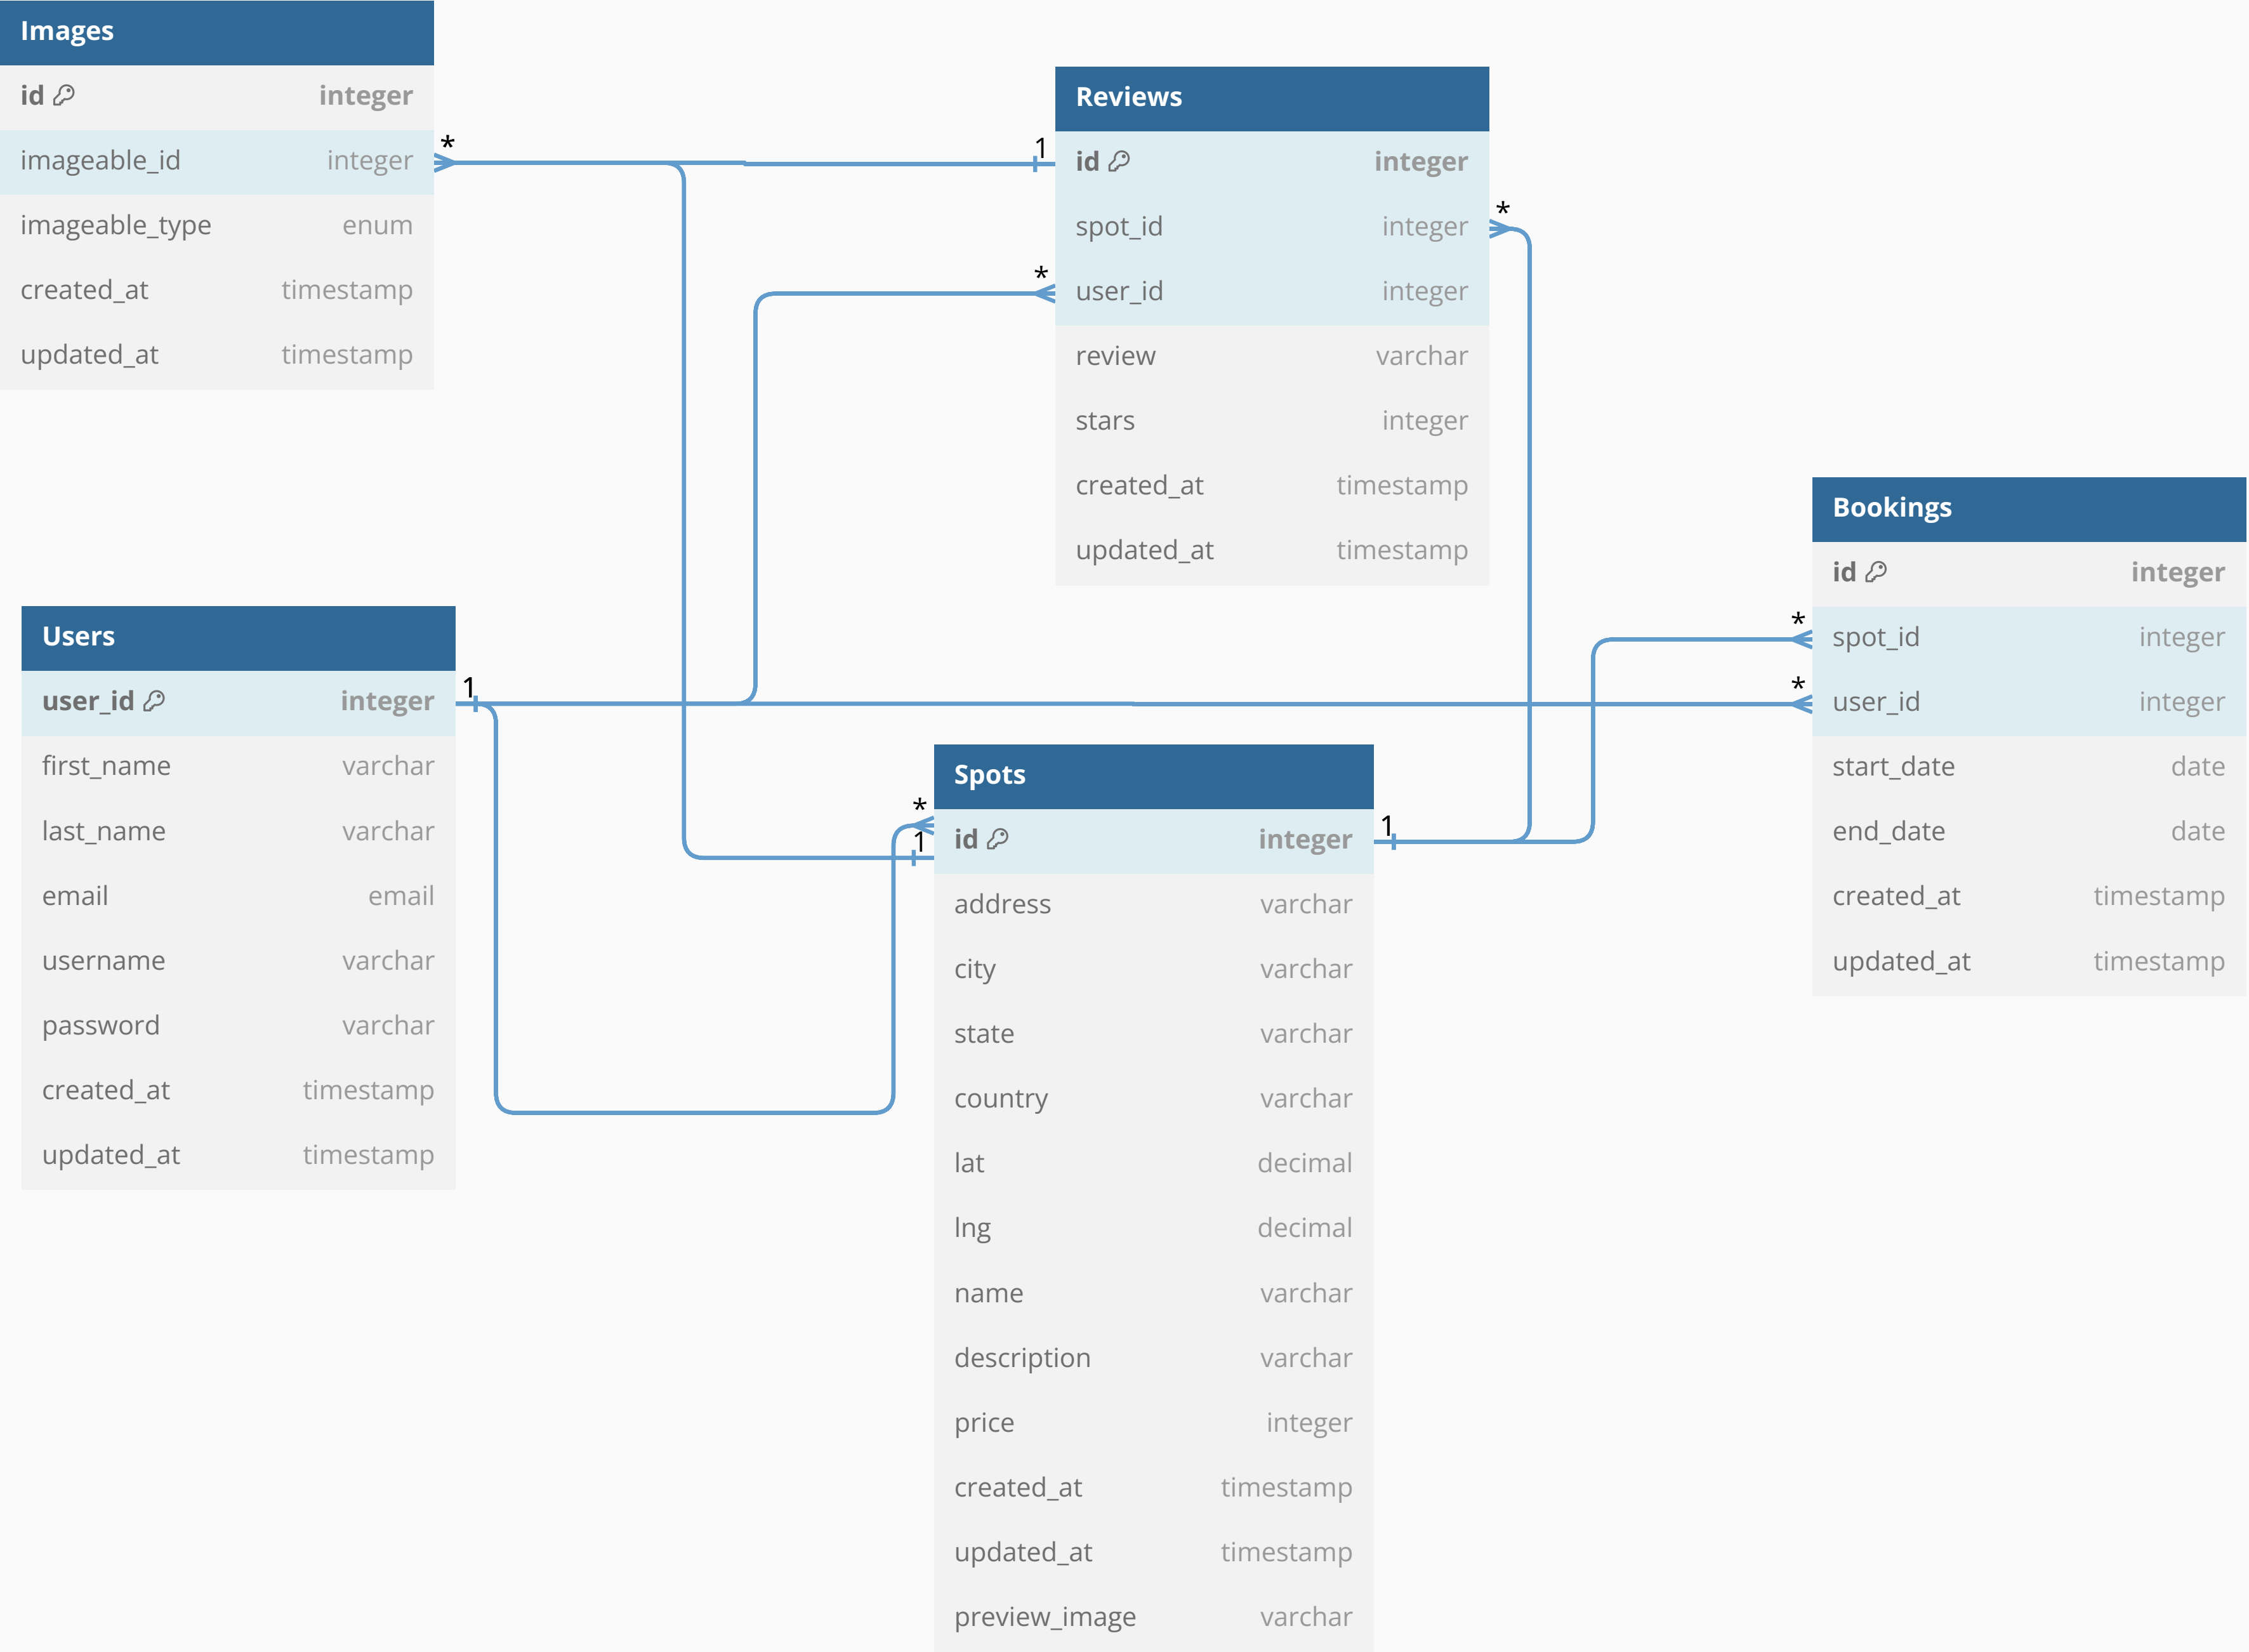 Images
id integer
imageable_id integer
imageable_type enum
created_at timestamp
updated_at timestamp
*
1
Reviews
id integer
spot_id integer
user_id integer
review varchar
stars integer
created_at timestamp
updated_at timestamp
*
*
Users
user_id integer
first_name varchar
last_name varchar
email email
username varchar
password varchar
created_at timestamp
updated_at timestamp
1
Spots
id integer
address varchar
city varchar
state varchar
country varchar
lat decimal
lng decimal
name varchar
description varchar
price integer
created_at timestamp
updated_at timestamp
preview_image varchar
*
1
1
Bookings
id integer
spot_id integer
user_id integer
start_date date
end_date date
created_at timestamp
updated_at timestamp
*
*